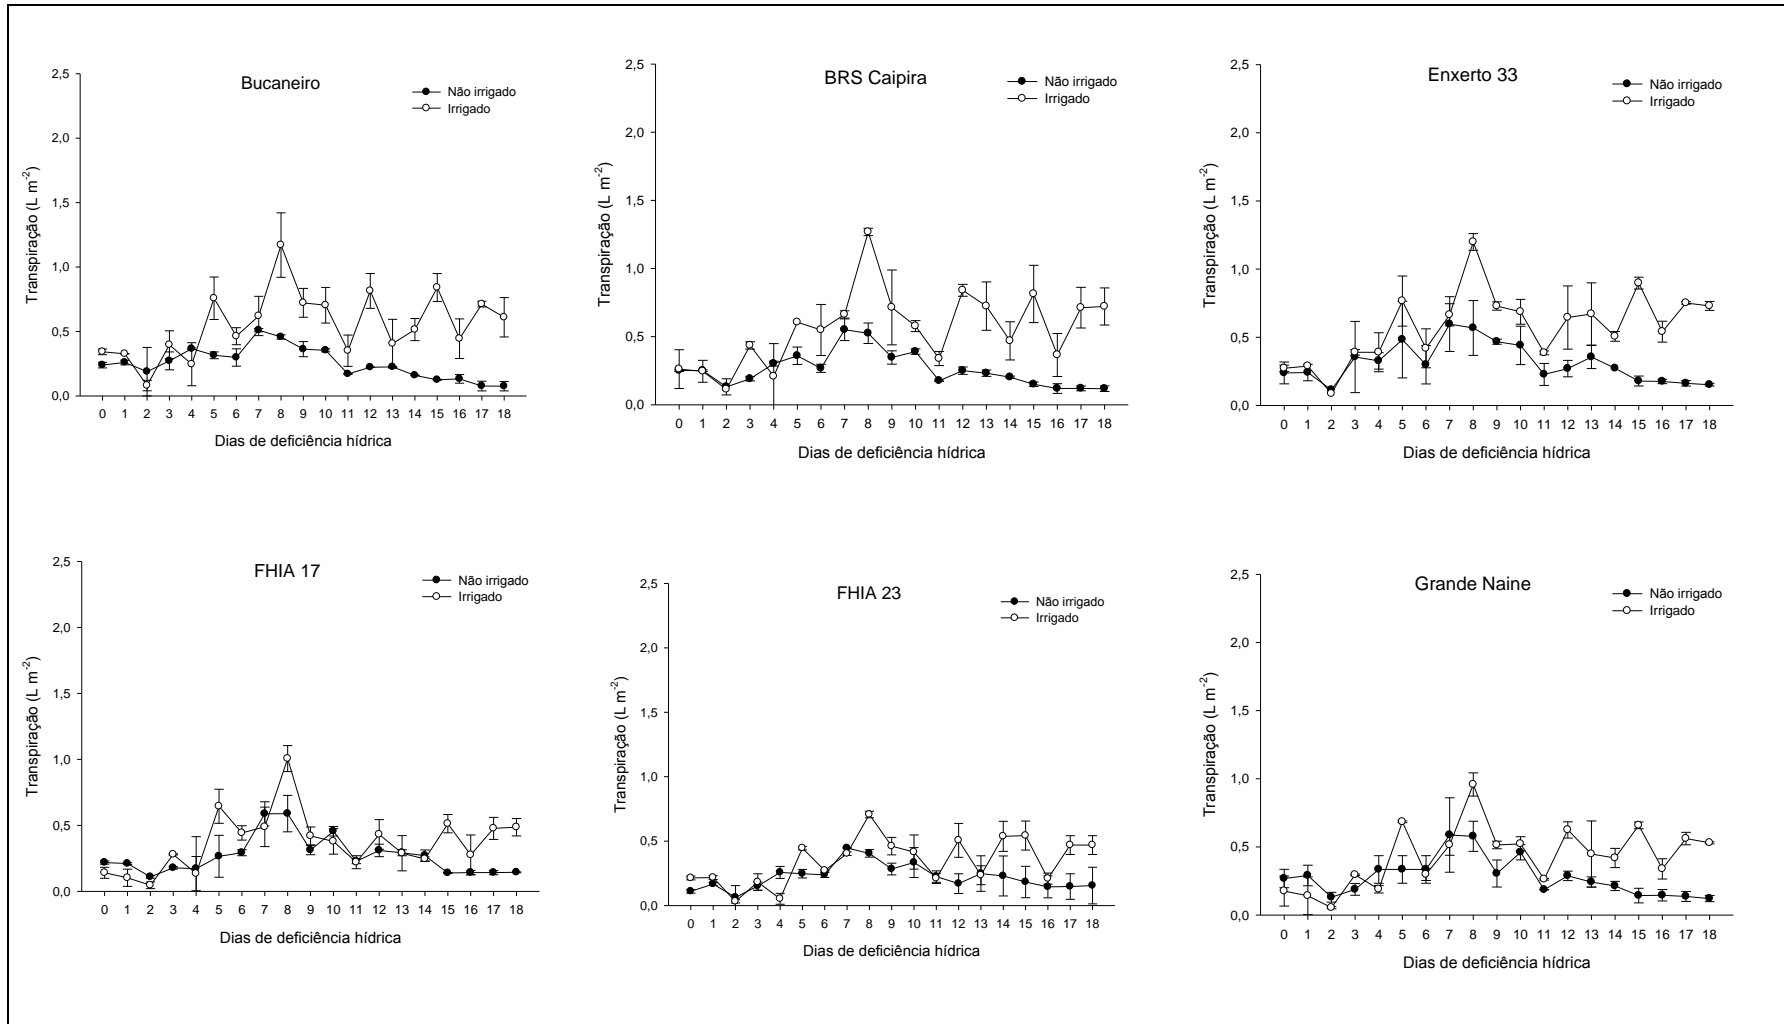 Bucaneiro
Não irrigado
Irrigado
Transpiração (L m⁻²)
2,5
2,0
1,5
1,0
0,5
0,0
0 1 2 3 4 5 6 7 8 9 10 11 12 13 14 15 16 17 18
Dias de deficiência hídrica
BRS Caipira
Não irrigado
Irrigado
Transpiração (L m⁻²)
2,5
2,0
1,5
1,0
0,5
0,0
0 1 2 3 4 5 6 7 8 9 10 11 12 13 14 15 16 17 18
Dias de deficiência hídrica
Enxerto 33
Não irrigado
Irrigado
Transpiração (L m⁻²)
2,5
2,0
1,5
1,0
0,5
0,0
0 1 2 3 4 5 6 7 8 9 10 11 12 13 14 15 16 17 18
Dias de deficiência hídrica
FHIA 17
Não irrigado
Irrigado
Transpiração (L m⁻²)
2,5
2,0
1,5
1,0
0,5
0,0
0 1 2 3 4 5 6 7 8 9 10 11 12 13 14 15 16 17 18
Dias de deficiência hídrica
FHIA 23
Não irrigado
Irrigado
Transpiração (L m⁻²)
2,5
2,0
1,5
1,0
0,5
0,0
0 1 2 3 4 5 6 7 8 9 10 11 12 13 14 15 16 17 18
Dias de deficiência hídrica
Grande Naine
Não irrigado
Irrigado
Transpiração (L m⁻²)
2,5
2,0
1,5
1,0
0,5
0,0
0 1 2 3 4 5 6 7 8 9 10 11 12 13 14 15 16 17 18
Dias de deficiência hídrica